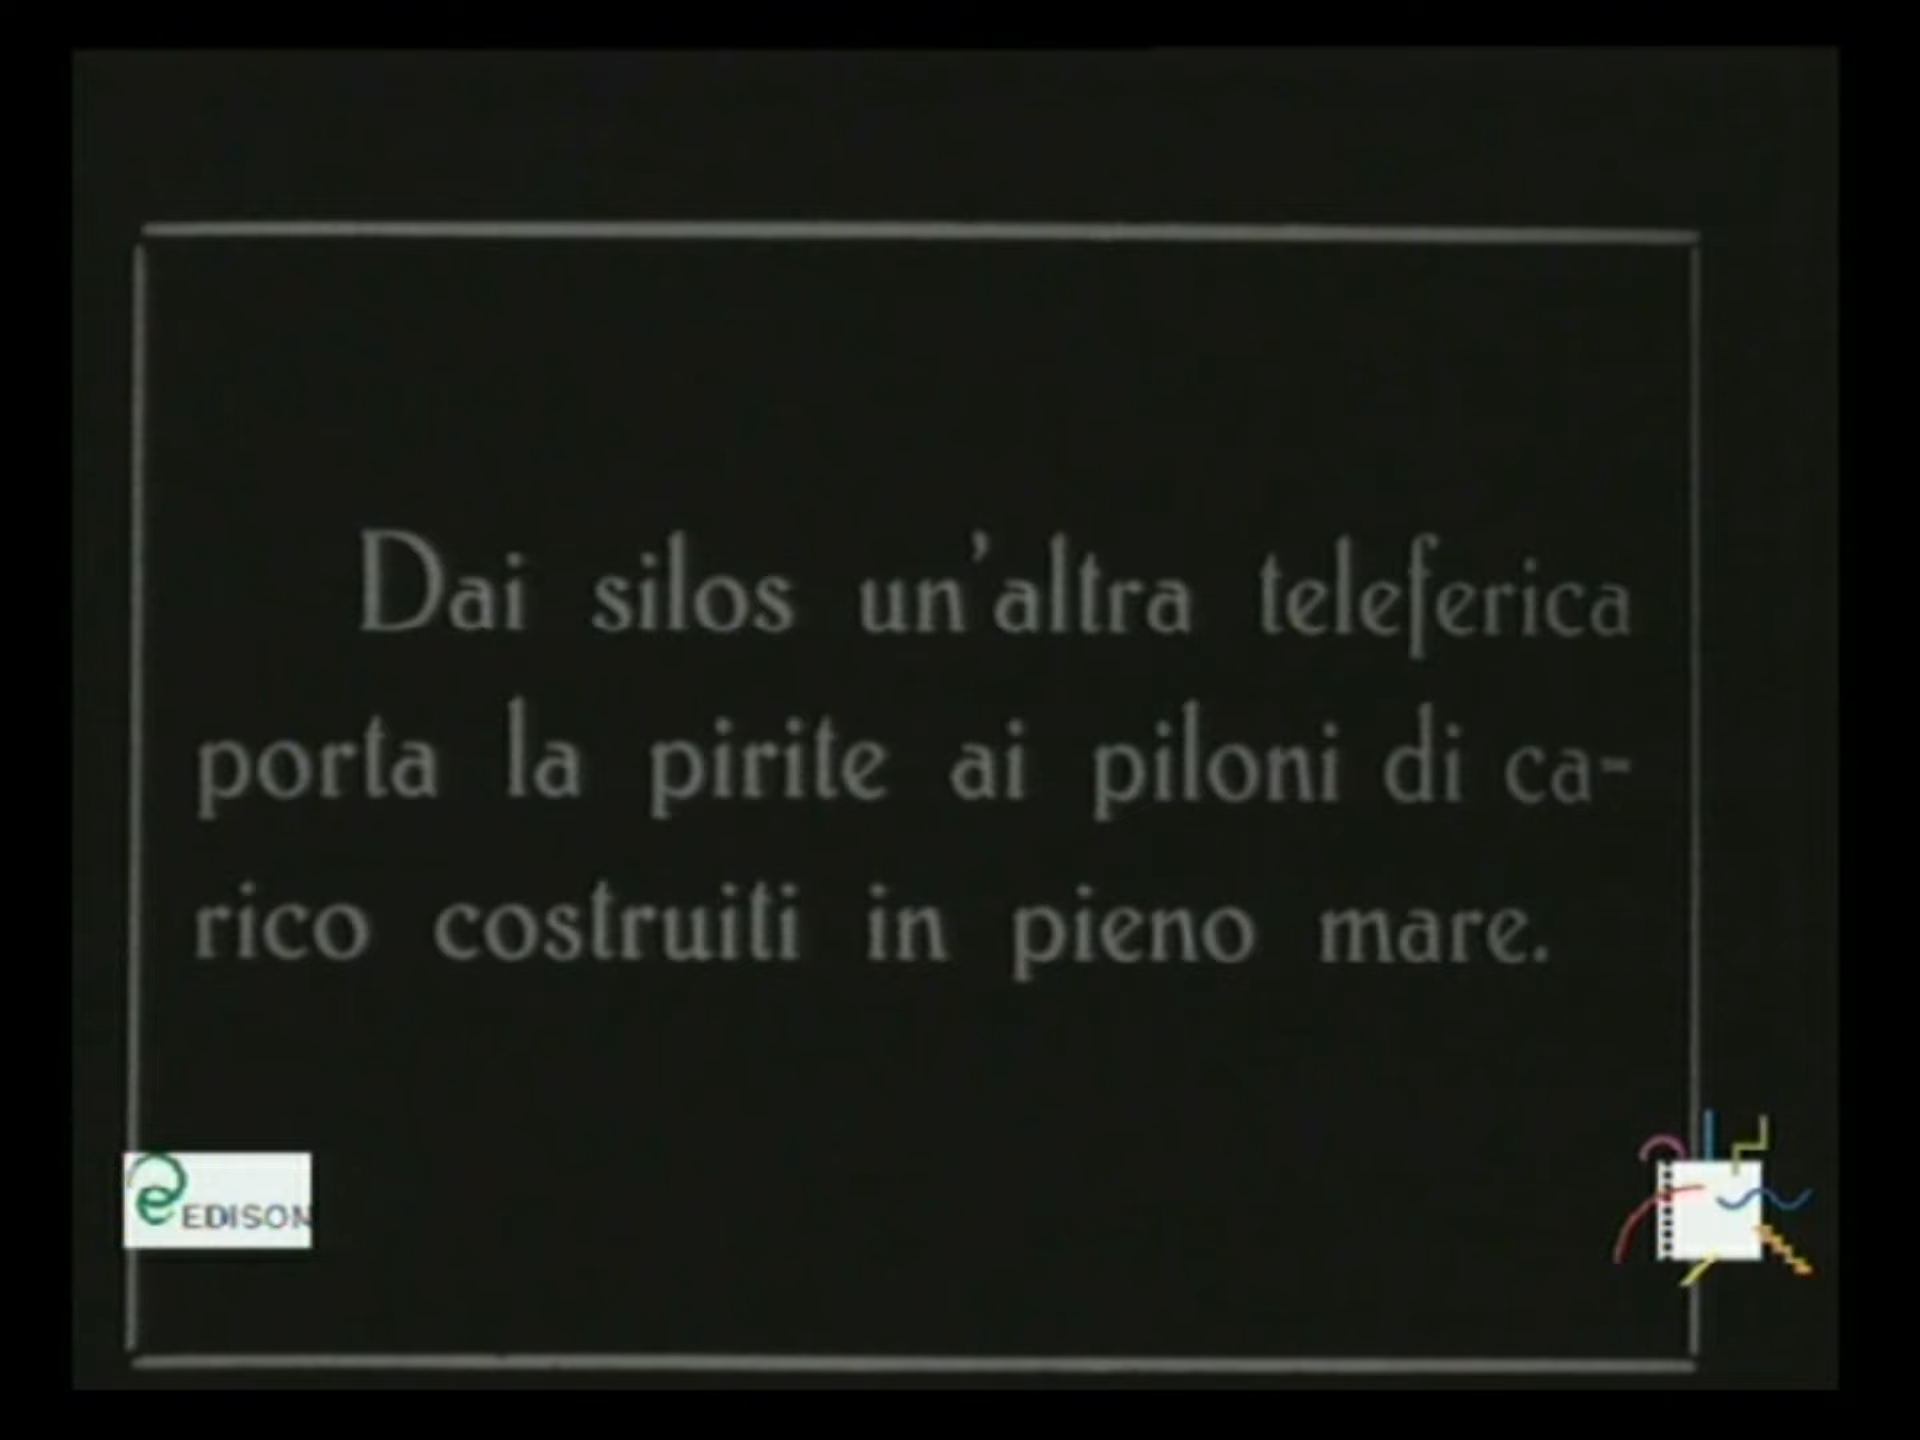 Dai silos un'altra teleferica
porta la pirite ai piloni di ca-
rico costruiti in pieno mare.
EDISON